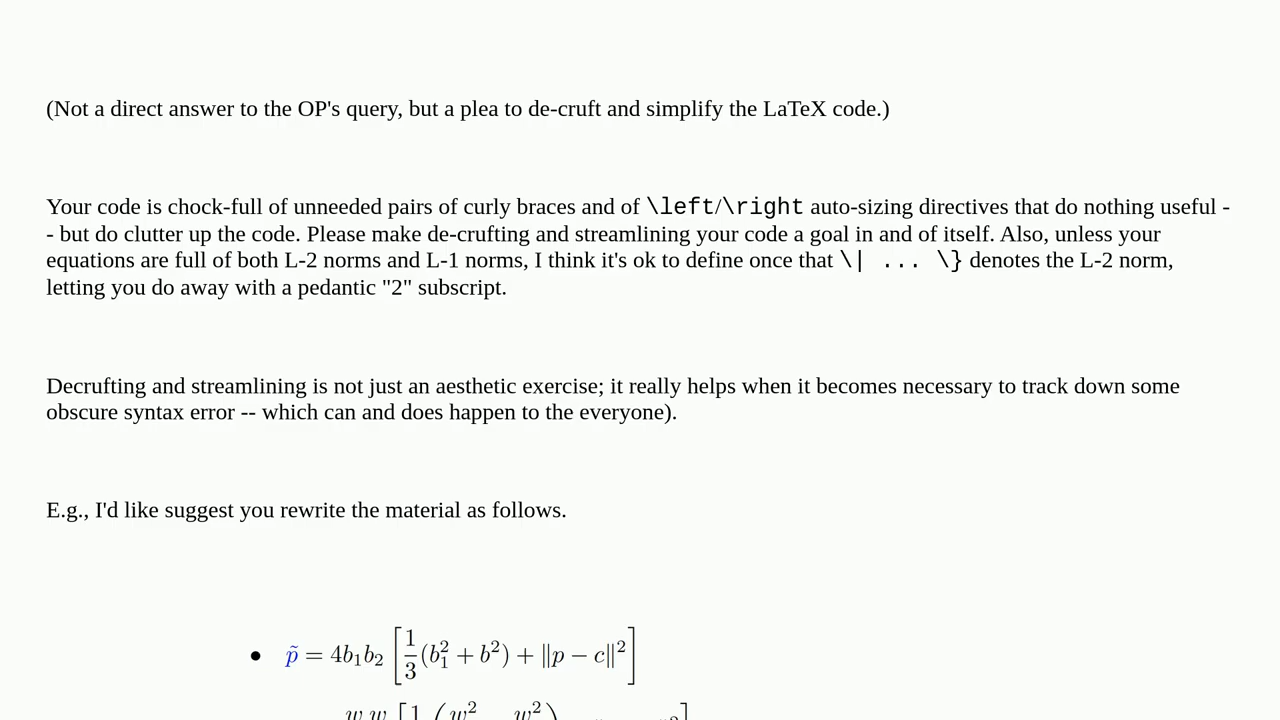 (Not a direct answer to the OP's query, but a plea to de-cruft and simplify the LaTeX code.)
Your code is chock-full of unneeded pairs of curly braces and of \left/\right auto-sizing directives that do nothing useful -
- but do clutter up the code. Please make de-crufting and streamlining your code a goal in and of itself. Also, unless your
equations are full of both L-2 norms and L-1 norms, I think it's ok to define once that \| ... \} denotes the L-2 norm,
letting you do away with a pedantic "2" subscript.
Decrufting and streamlining is not just an aesthetic exercise; it really helps when it becomes necessary to track down some
obscure syntax error -- which can and does happen to the everyone).
E.g., I'd like suggest you rewrite the material as follows.
• p̃ = 4b₁b₂ [1/3 (b₁² + b²) + ‖p − c‖²]